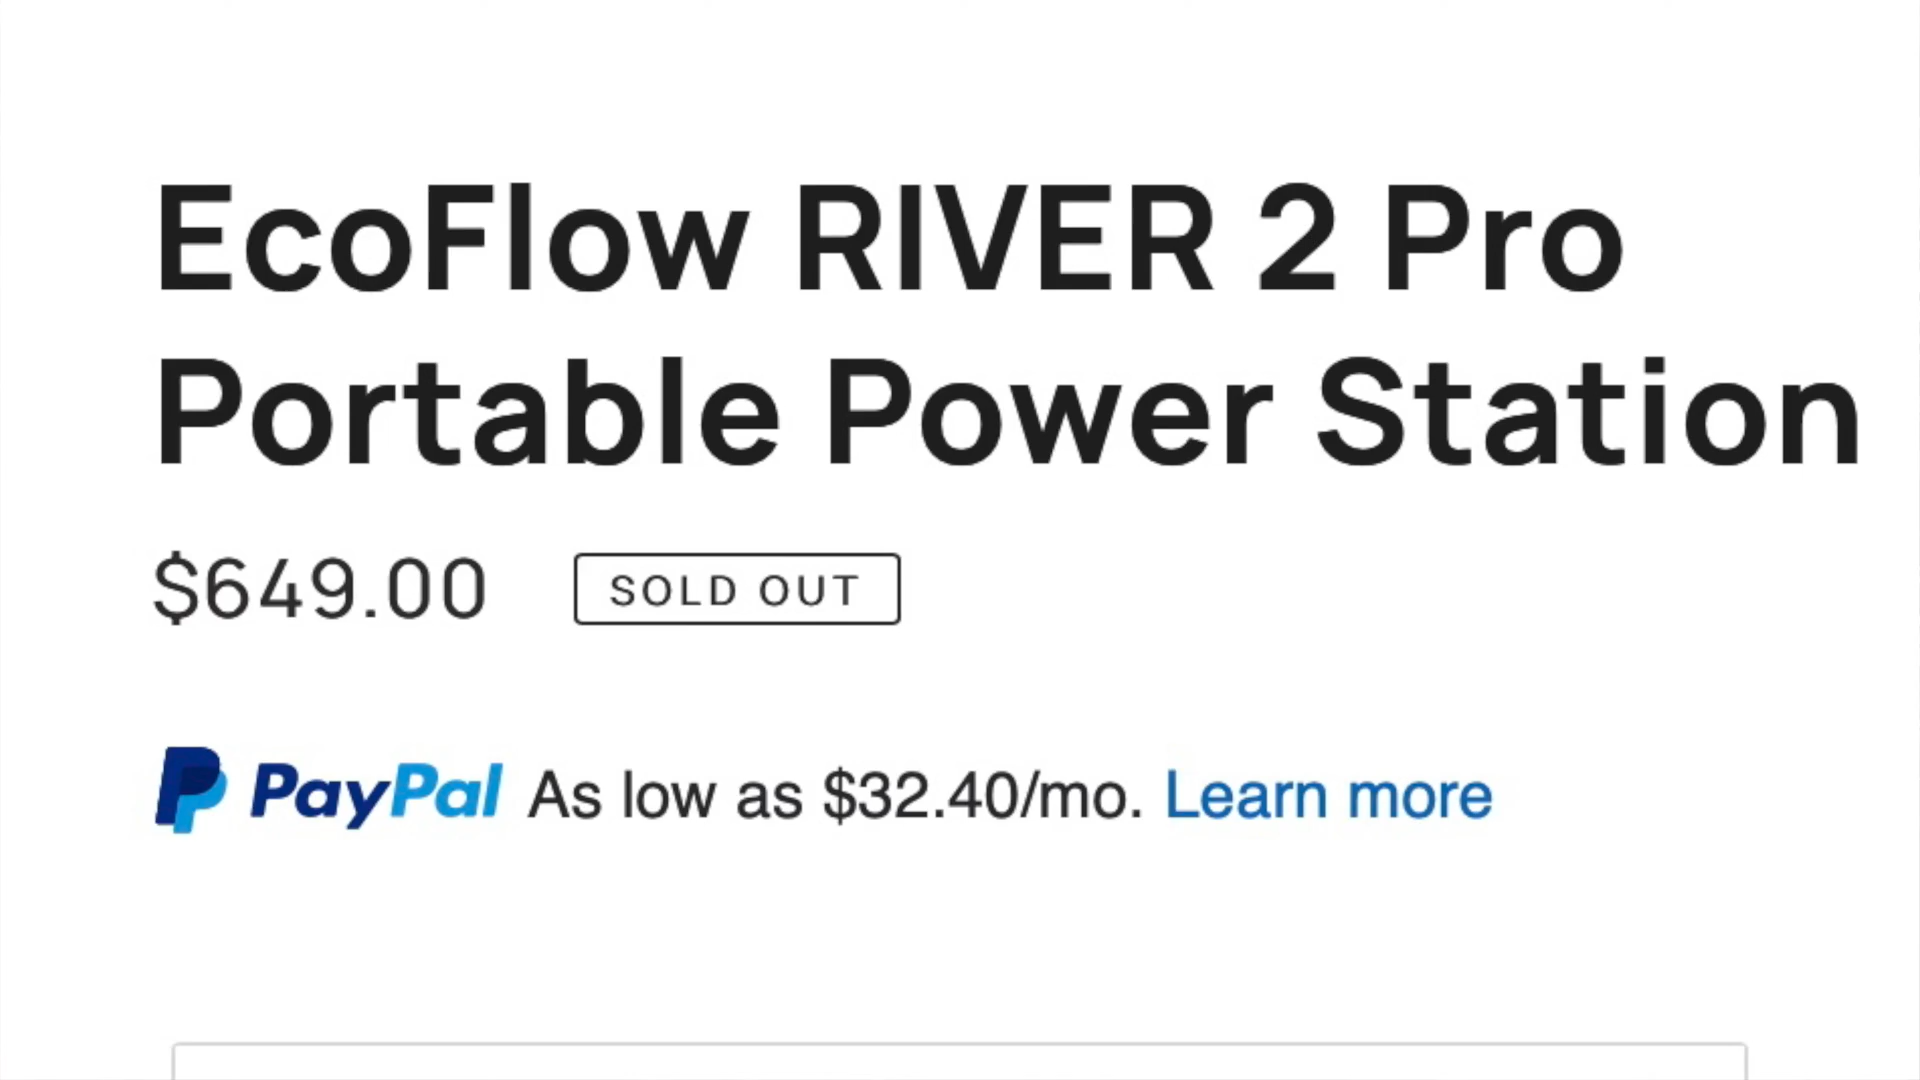 EcoFlow RIVER 2 Pro
Portable Power Station
$649.00 SOLD OUT
PayPal As low as $32.40/mo. Learn more